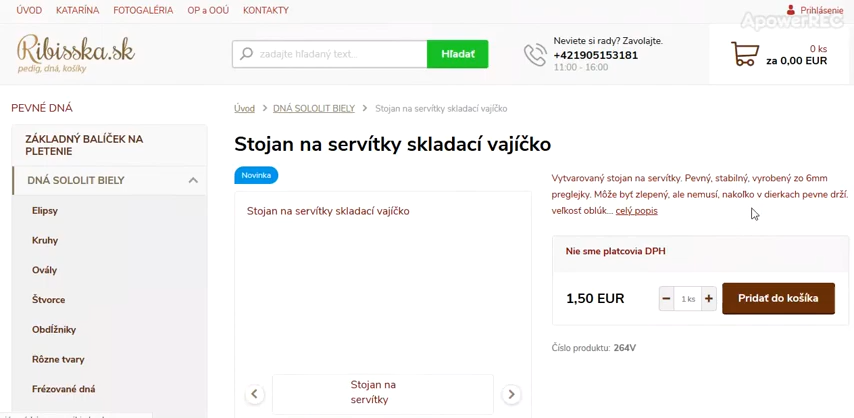 ÚVOD KATARÍNA FOTOGALÉRIA OP a OOÚ KONTAKTY Prihlásenie
ApowerREC
Ribisska.sk
pedig, dná, košíky
zadajte hľadaný text...
Hľadať
Neviete si rady? Zavolajte.
+421905153181
11:00 - 16:00
0 ks
za 0,00 EUR
PEVNÉ DNÁ
ZÁKLADNÝ BALÍČEK NA
PLETENIE
DNÁ SOLOLIT BIELY
Elipsy
Kruhy
Ovály
Štvorce
Obdĺžniky
Rôzne tvary
Frézované dná
Úvod > DNÁ SOLOLIT BIELY > Stojan na servítky skladací vajíčko
Stojan na servítky skladací vajíčko
Novinka
Stojan na servítky skladací vajíčko
Stojan na
servítky
Vytvarovaný stojan na servítky. Pevný, stabilný, vyrobený zo 6mm
preglejky. Môže byť zlepený, ale nemusí, nakoľko v dierkach pevne drží.
veľkosť oblúk... celý popis
Nie sme platcovia DPH
1,50 EUR
− 1 ks +
Pridať do košíka
Číslo produktu: 264V